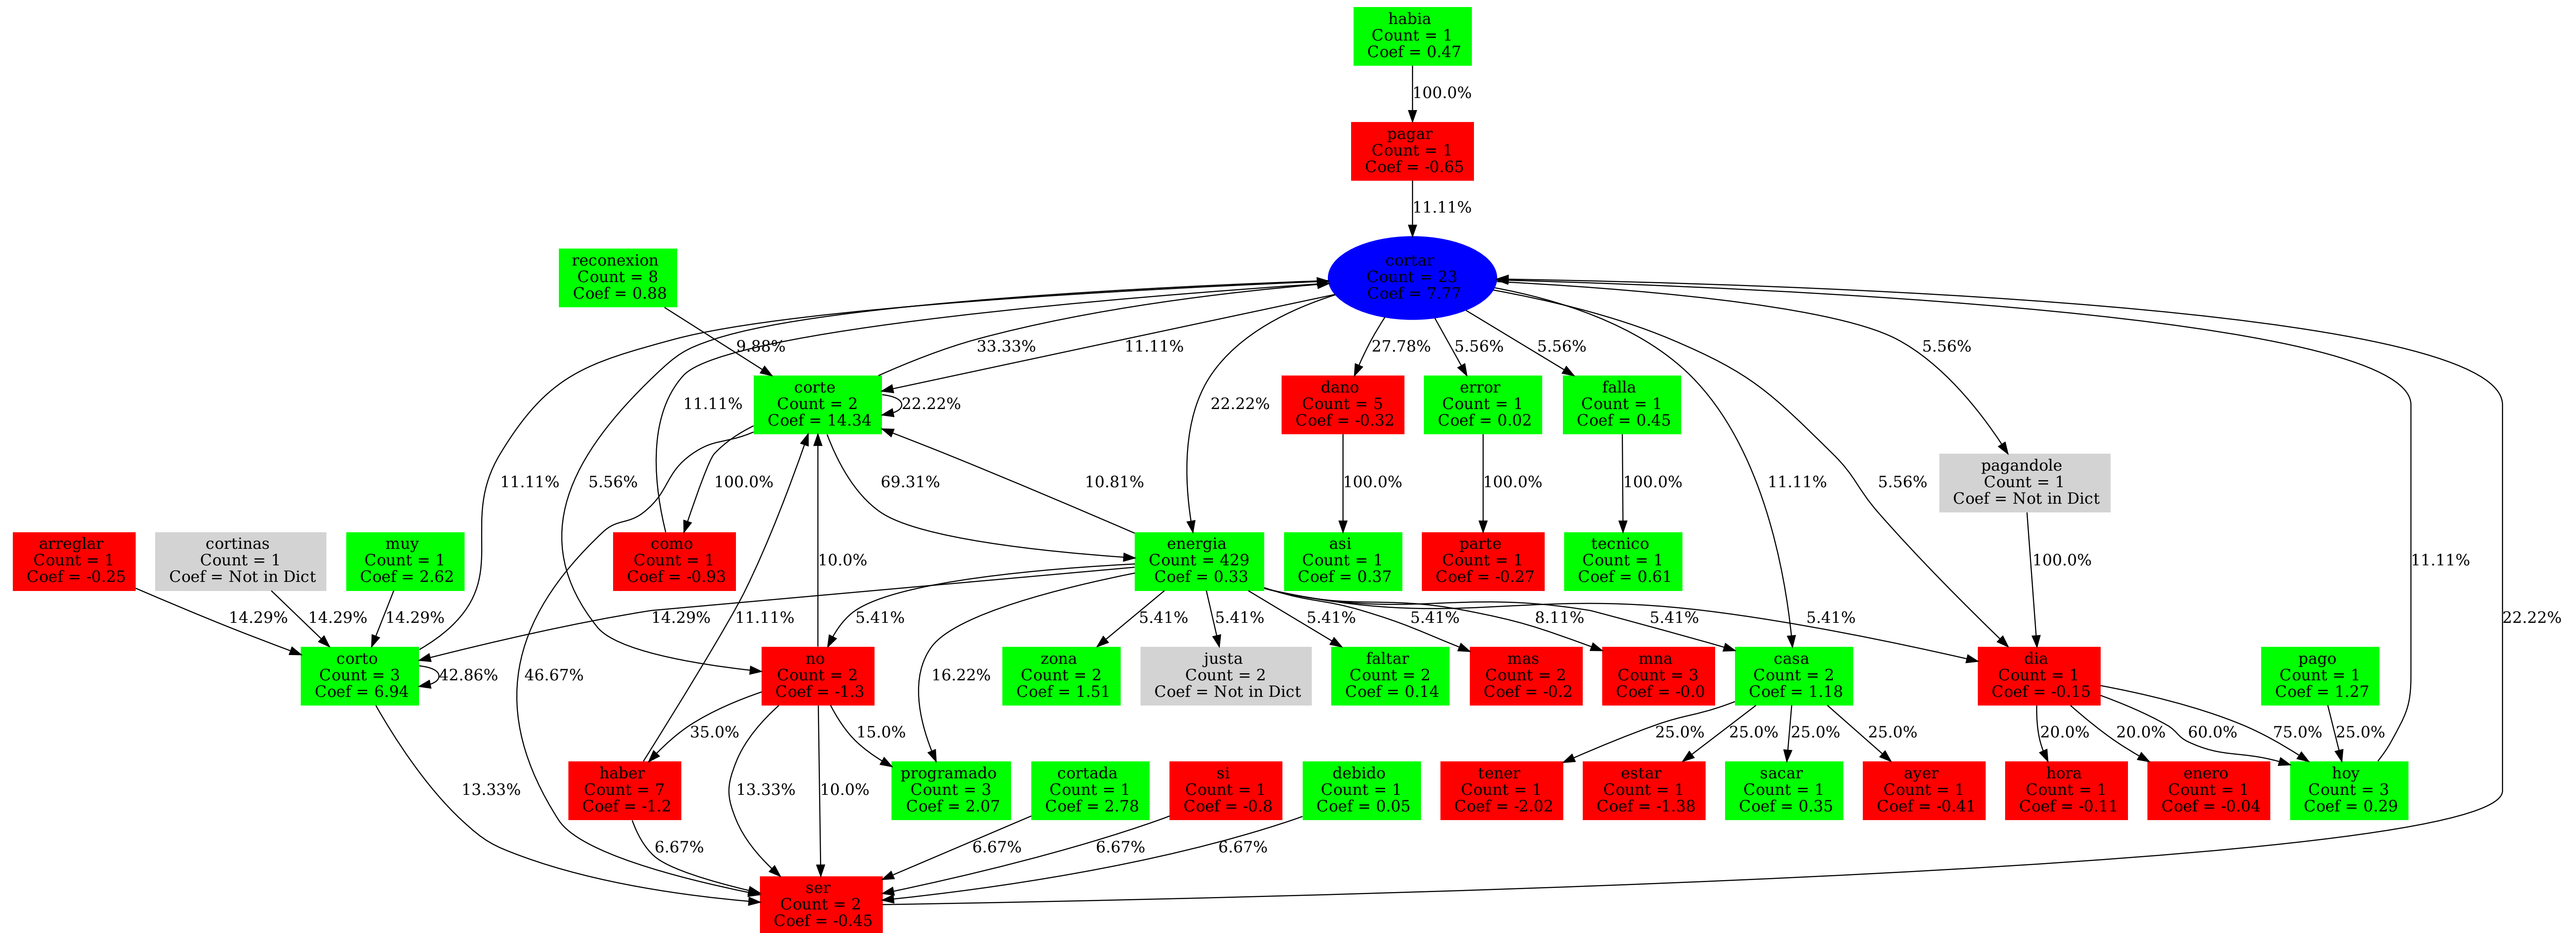 habia
Count = 1
Coef = 0.47
100.0%
pagar
Count = 1
Coef = -0.65
11.11%
reconexion
Count = 8
Coef = 0.88
cortar
Count = 23
Coef = 7.77
9.88%
33.33%
11.11%
27.78%
5.56%
5.56%
5.56%
corte
Count = 2
Coef = 14.34
dano
Count = 5
Coef = -0.32
error
Count = 1
Coef = 0.02
falla
Count = 1
Coef = 0.45
11.11%
22.22%
22.22%
11.11%
5.56%
100.0%
69.31%
10.81%
100.0%
100.0%
100.0%
11.11%
5.56%
pagandole
Count = 1
Coef = Not in Dict
arreglar
Count = 1
Coef = -0.25
cortinas
Count = 1
Coef = Not in Dict
muy
Count = 1
Coef = 2.62
como
Count = 1
Coef = -0.93
energia
Count = 429
Coef = 0.33
asi
Count = 1
Coef = 0.37
parte
Count = 1
Coef = -0.27
tecnico
Count = 1
Coef = 0.61
10.0%
100.0%
11.11%
14.29%
14.29%
14.29%
11.11%
14.29%
5.41%
5.41%
5.41%
5.41%
5.41%
8.11%
5.41%
5.41%
22.22%
corto
Count = 3
Coef = 6.94
42.86%
46.67%
no
Count = 2
Coef = -1.3
16.22%
zona
Count = 2
Coef = 1.51
justa
Count = 2
Coef = Not in Dict
faltar
Count = 2
Coef = 0.14
mas
Count = 2
Coef = -0.2
mna
Count = 3
Coef = -0.0
casa
Count = 2
Coef = 1.18
dia
Count = 1
Coef = -0.15
pago
Count = 1
Coef = 1.27
35.0%
15.0%
25.0%
25.0%
25.0%
25.0%
20.0%
20.0%
60.0%
75.0%
25.0%
13.33%
haber
Count = 7
Coef = -1.2
13.33%
10.0%
programado
Count = 3
Coef = 2.07
cortada
Count = 1
Coef = 2.78
si
Count = 1
Coef = -0.8
debido
Count = 1
Coef = 0.05
tener
Count = 1
Coef = -2.02
estar
Count = 1
Coef = -1.38
sacar
Count = 1
Coef = 0.35
ayer
Count = 1
Coef = -0.41
hora
Count = 1
Coef = -0.11
enero
Count = 1
Coef = -0.04
hoy
Count = 3
Coef = 0.29
6.67%
6.67%
6.67%
6.67%
ser
Count = 2
Coef = -0.45